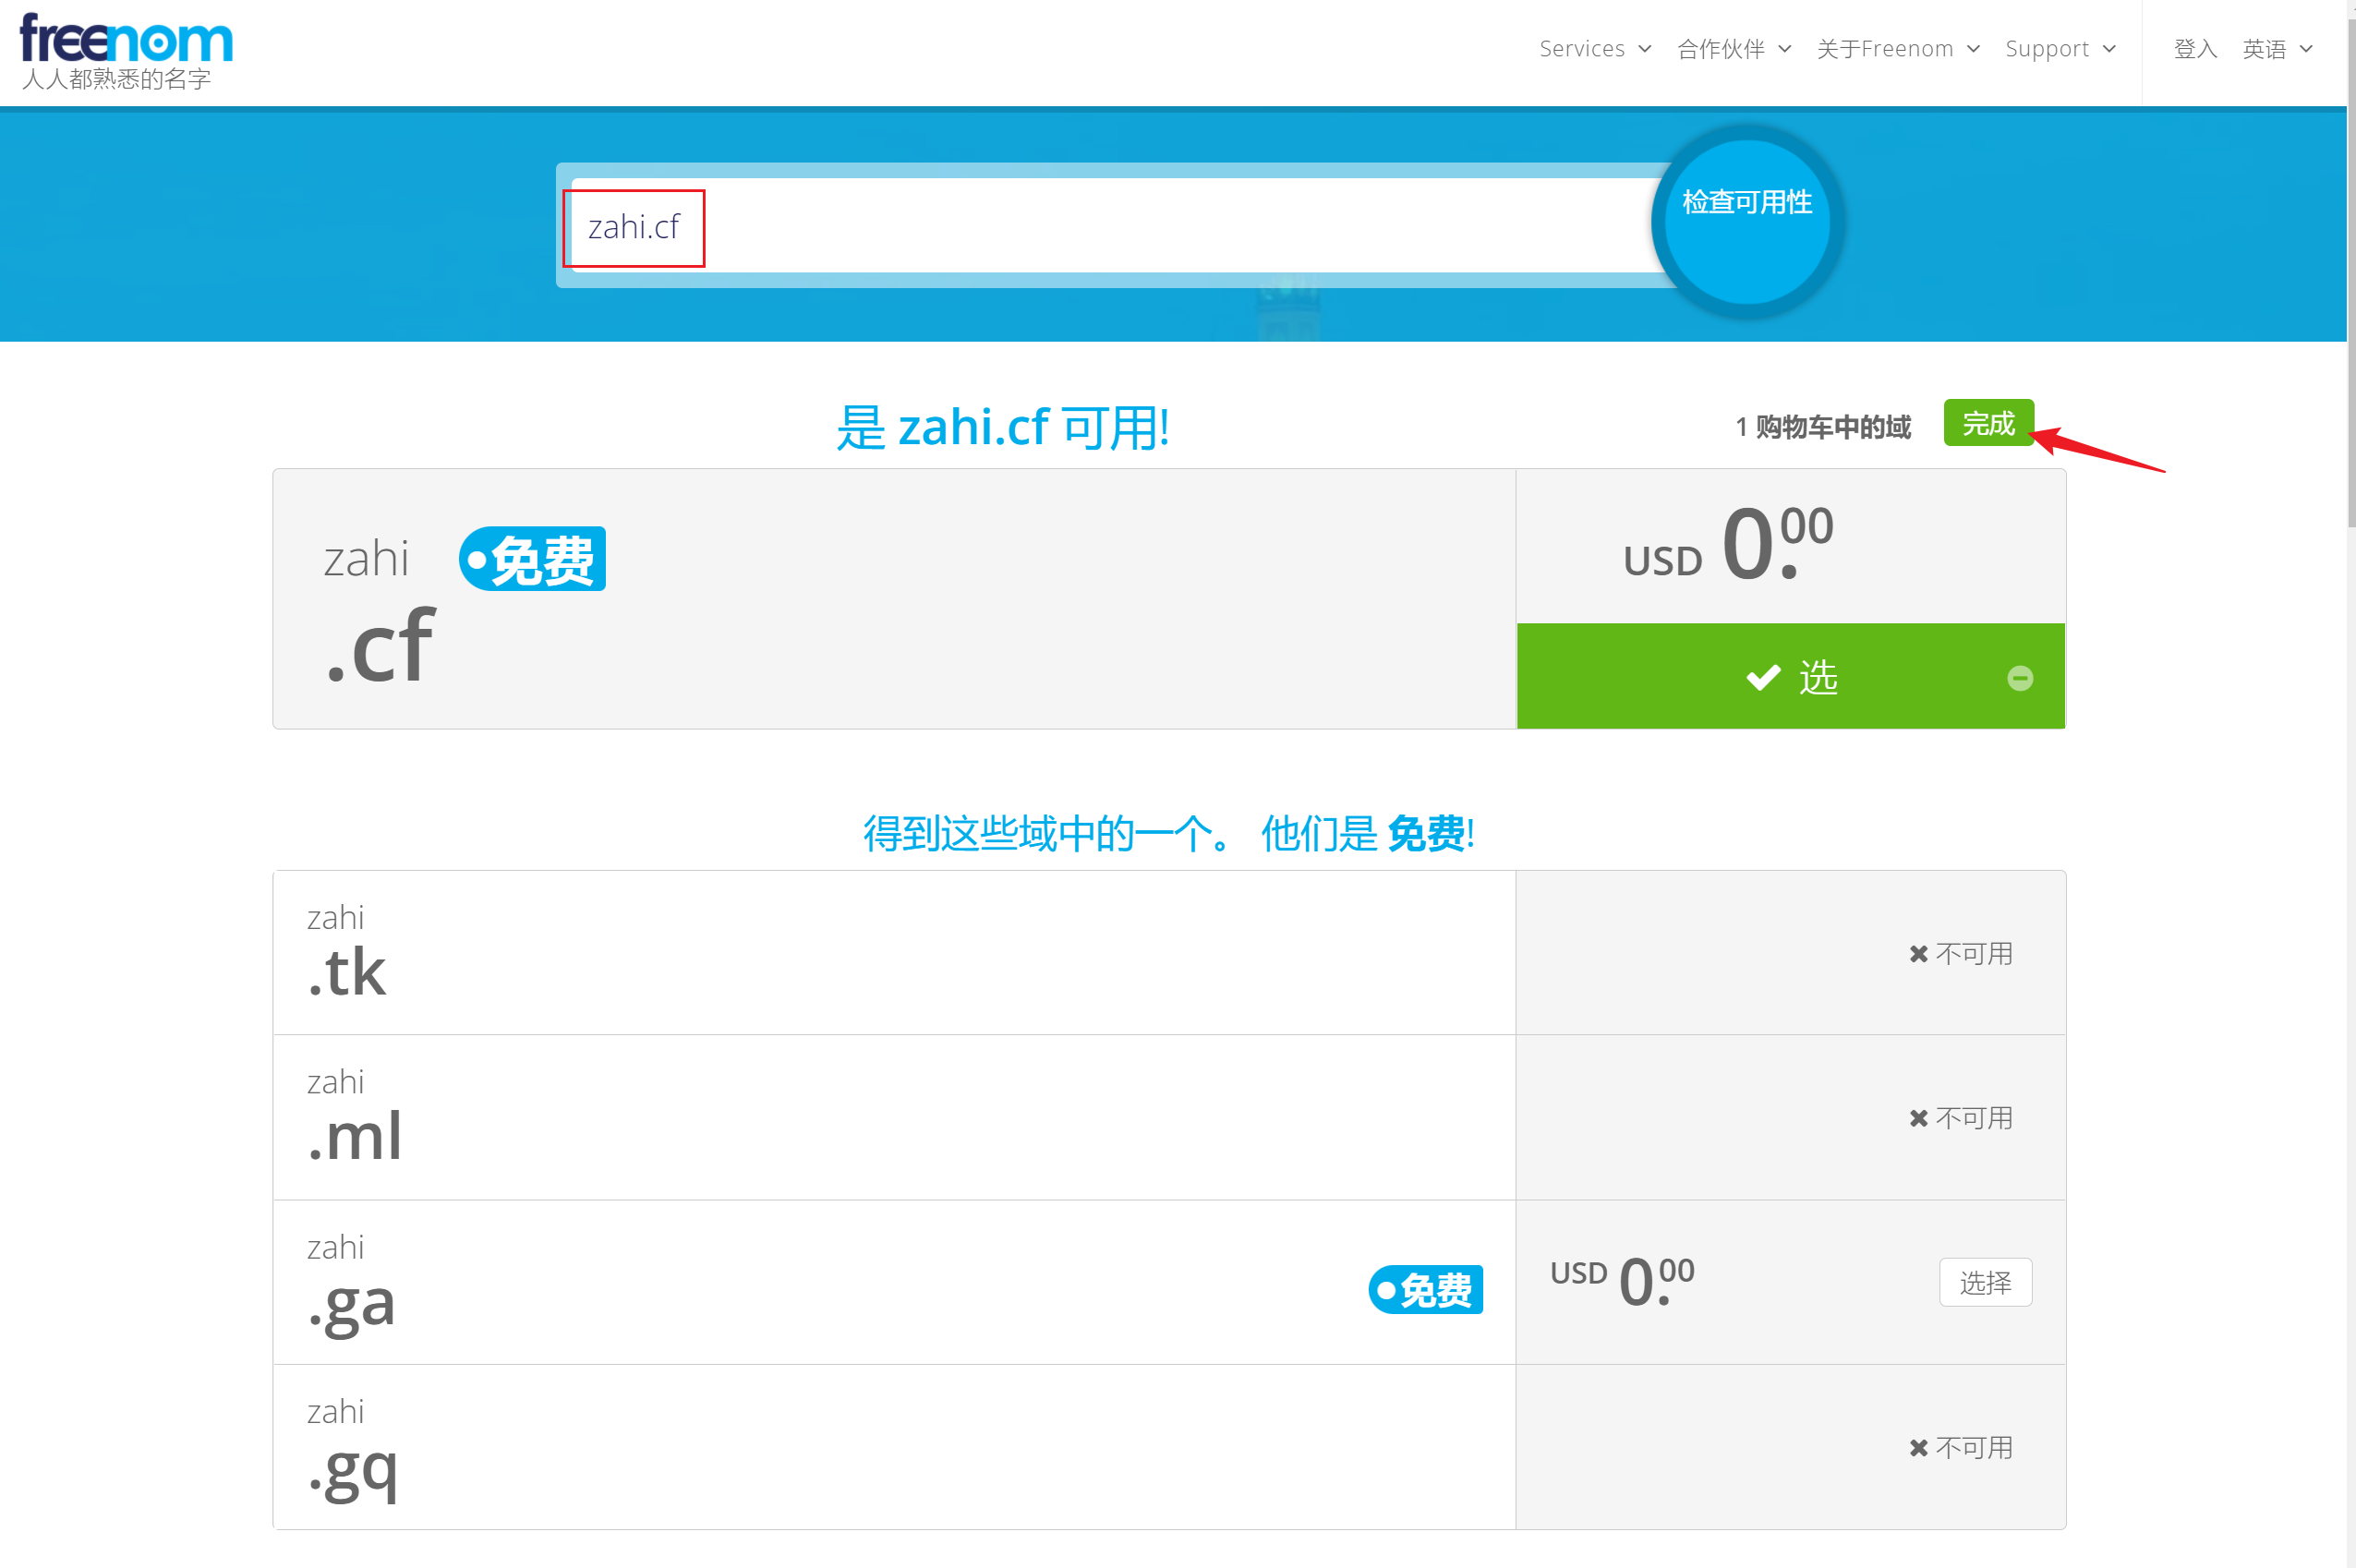 freenom
人人都熟悉的名字
Services 合作伙伴 关于Freenom Support 登入 英语
zahi.cf
检查可用性
是 zahi.cf 可用!
1 购物车中的域 完成
zahi 免费
.cf
USD 0.00
选
得到这些域中的一个。 他们是 免费!
zahi
.tk
不可用
zahi
.ml
不可用
zahi
.ga
免费
USD 0.00
选择
zahi
.gq
不可用